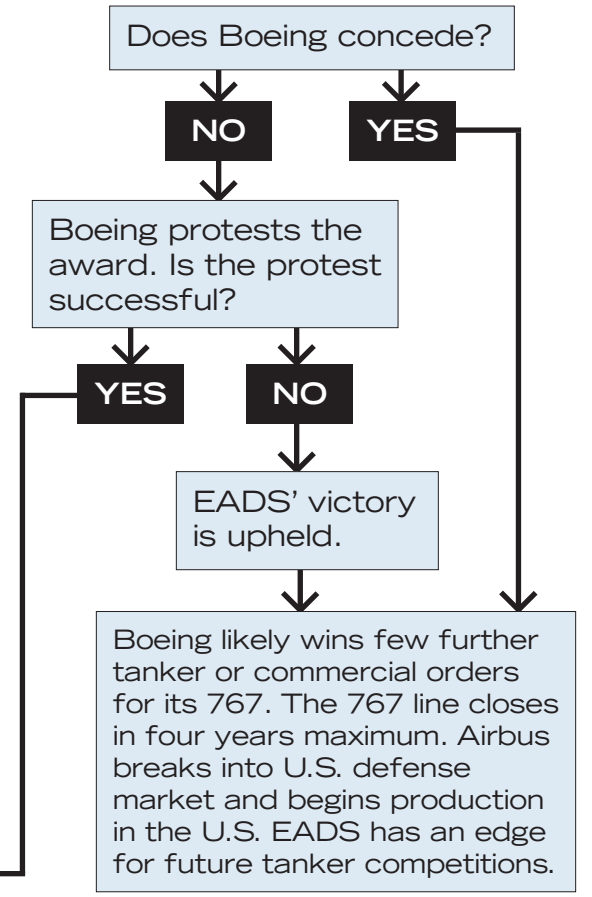 Does Boeing concede?
NO
YES
Boeing protests the
award. Is the protest
successful?
YES
NO
EADS’ victory
is upheld.
Boeing likely wins few further
tanker or commercial orders
for its 767. The 767 line closes
in four years maximum. Airbus
breaks into U.S. defense
market and begins production
in the U.S. EADS has an edge
for future tanker competitions.